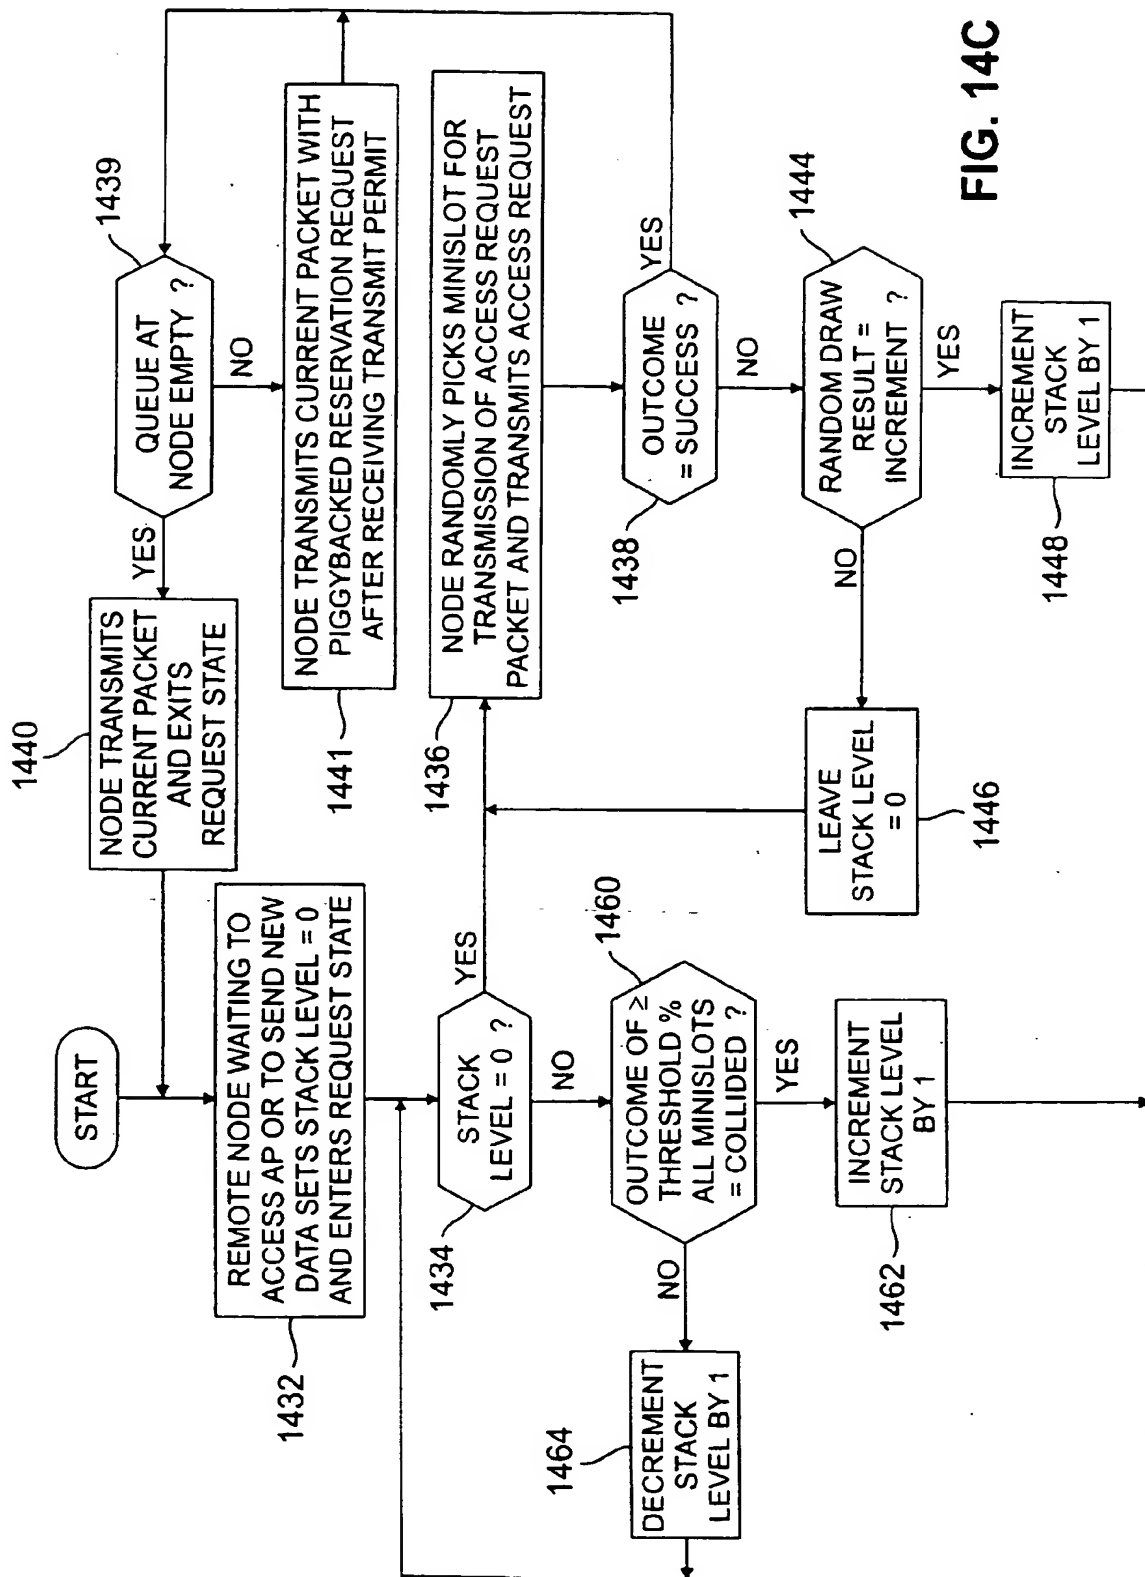 START
REMOTE NODE WAITING TO
ACCESS AP OR TO SEND NEW
DATA SETS STACK LEVEL = 0
AND ENTERS REQUEST STATE
1432
NODE TRANSMITS
CURRENT PACKET
AND EXITS
REQUEST STATE
1440
YES
QUEUE AT
NODE EMPTY ?
1439
NO
NODE TRANSMITS CURRENT PACKET WITH
PIGGYBACKED RESERVATION REQUEST
AFTER RECEIVING TRANSMIT PERMIT
1441
STACK
LEVEL = 0 ?
1434
YES
NO
NODE RANDOMLY PICKS MINISLOT FOR
TRANSMISSION OF ACCESS REQUEST
PACKET AND TRANSMITS ACCESS REQUEST
1436
OUTCOME
= SUCCESS ?
1438
YES
NO
RANDOM DRAW
RESULT =
INCREMENT ?
1444
NO
YES
LEAVE
STACK LEVEL
= 0
1446
INCREMENT
STACK
LEVEL BY 1
1448
OUTCOME OF ≥
THRESHOLD %
ALL MINISLOTS
= COLLIDED ?
1460
NO
YES
DECREMENT
STACK
LEVEL BY 1
1464
INCREMENT
STACK LEVEL
BY 1
1462
FIG. 14C